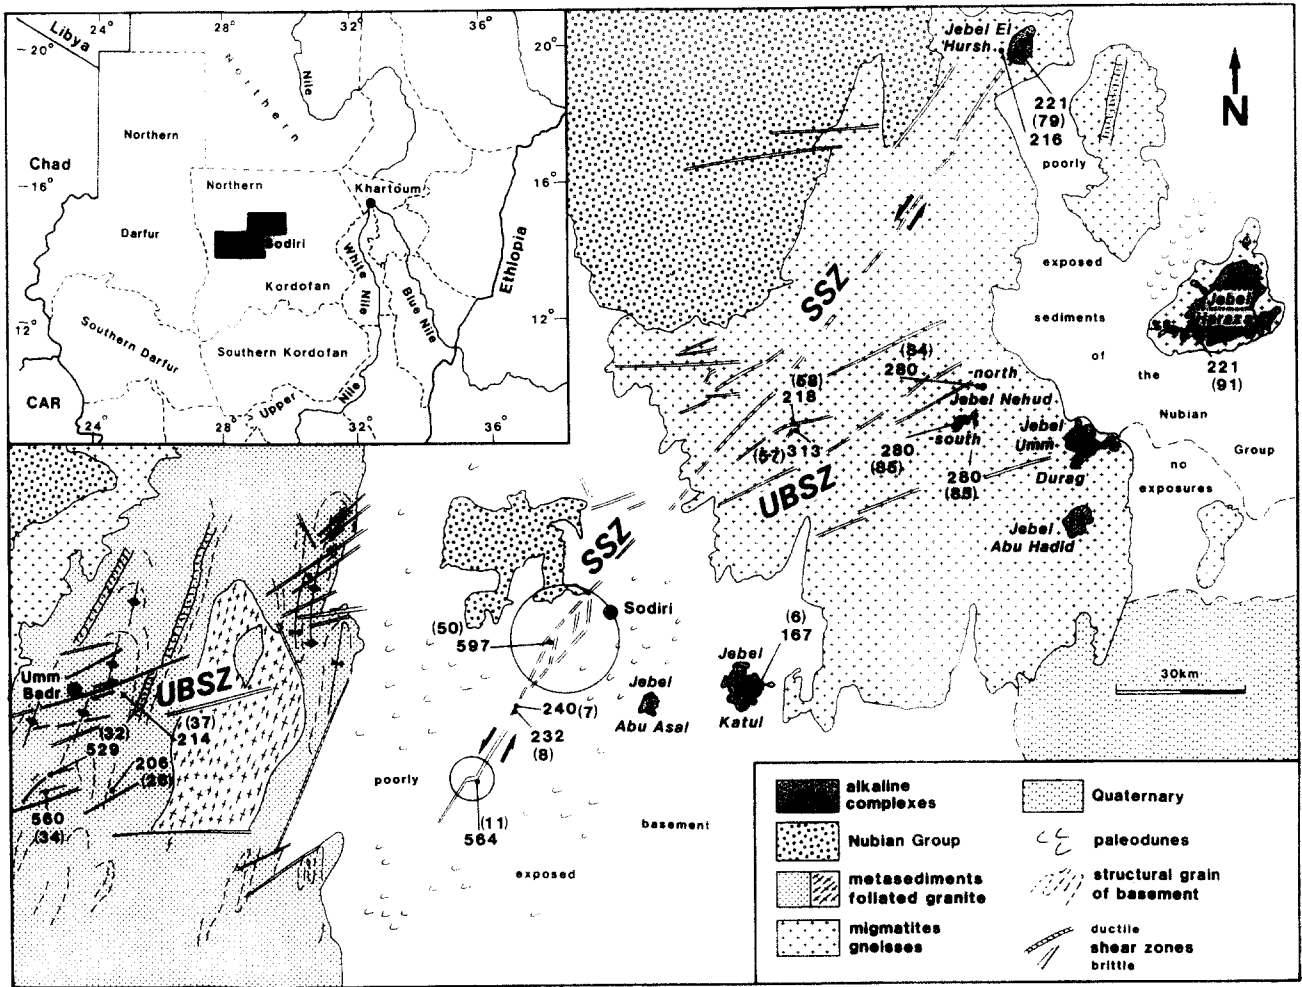 24°
28°
32°
36°
Libya
20°
Northern
Nile
Northern
Chad
16°
Northern
Khartoum
Darfur
Sodiri
White
Nile
Blue Nile
Ethiopia
Kordofan
12°
Southern Darfur
Southern Kordofan
Nile
Upper
CAR
24°
28°
32°
36°
20°
16°
12°
Jebel El
Hursh
221
(79)
216
N
poorly
exposed
sediments
of
the
Nubian
Group
no
exposures
SSZ
Jebel
Haraza
221
(91)
(84)
280
north
Jebel Nehud
(58)
218
(57)
313
south
280
(85)
280
(85)
UBSZ
Jebel
Umm
Durag
Jebel
Abu Hadid
SSZ
Sodiri
(50)
597
(6)
167
Jebel
Katul
Jebel
Abu Asal
30km
Umm
Badr
UBSZ
(37)
214
(32)
529
206
(26)
560
(34)
240 (7)
232
(8)
(11)
564
poorly
basement
exposed
alkaline
complexes
Nubian Group
metasediments
foliated granite
migmatites
gneisses
Quaternary
paleodunes
structural grain
of basement
ductile
shear zones
brittle